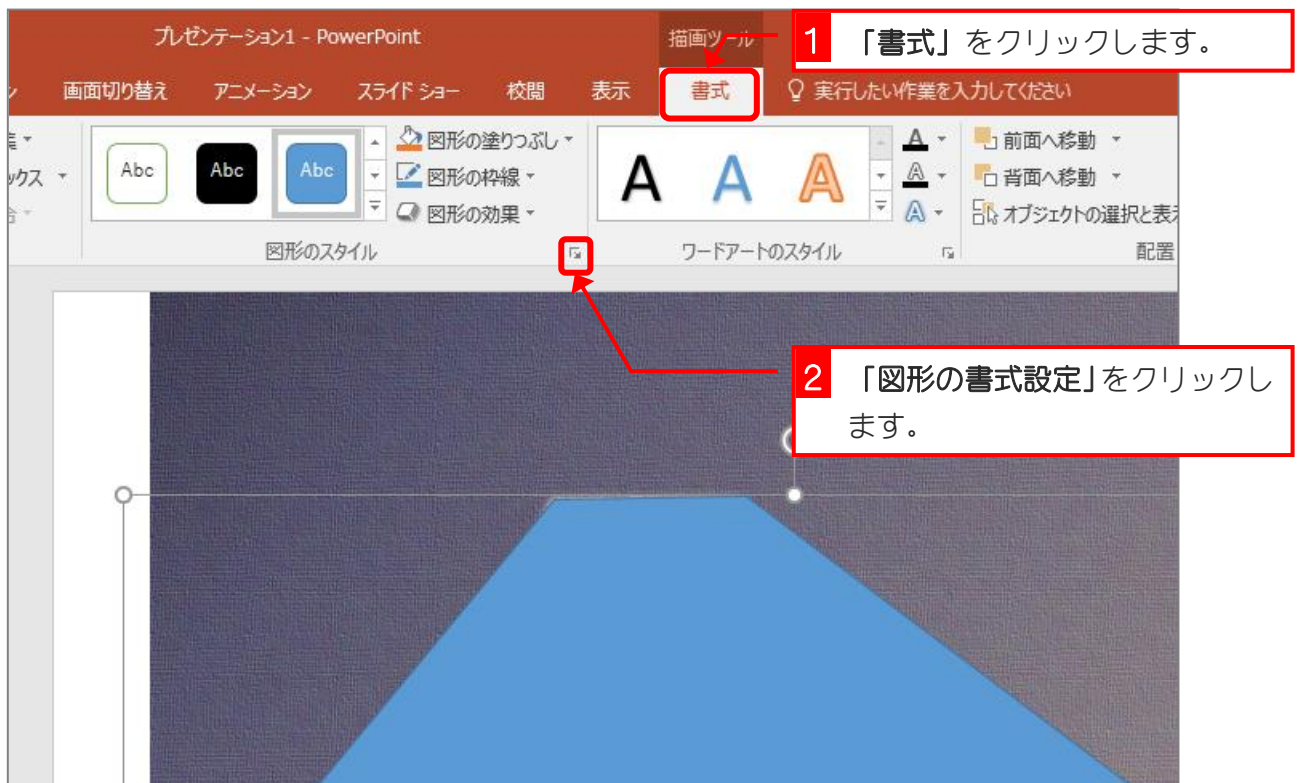 プレゼンテーション1 - PowerPoint
描画ツール
1 「書式」をクリックします。
画面切り替え アニメーション スライド ショー 校閲 表示 書式 実行したい作業を入力してください
Abc Abc Abc
図形の塗りつぶし
図形の枠線
図形の効果
A A A
A
A
A
前面へ移動
背面へ移動
オブジェクトの選択と表
図形のスタイル ワードアートのスタイル 配置
2 「図形の書式設定」をクリックし
ます。